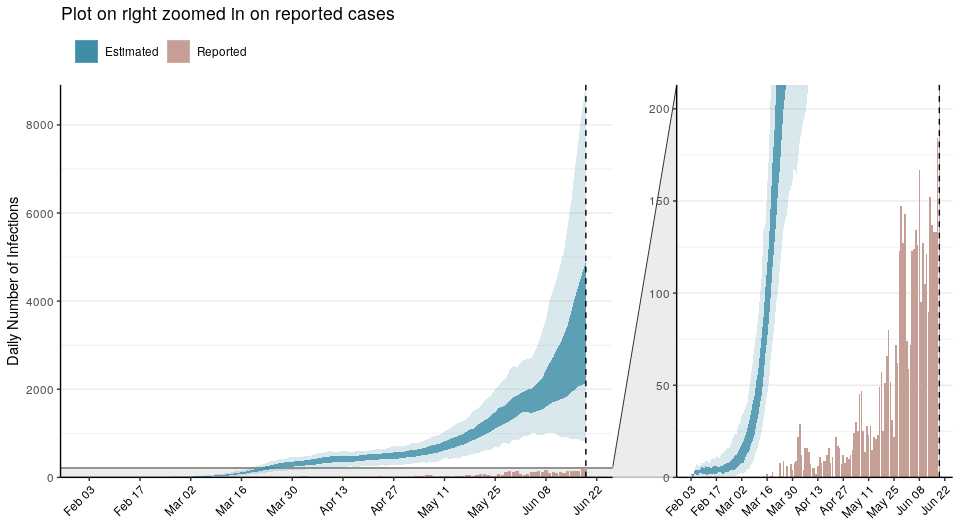 Plot on right zoomed in on reported cases
Estimated Reported
Daily Number of Infections
8000
6000
4000
2000
0
Feb 03 Feb 17 Mar 02 Mar 16 Mar 30 Apr 13 Apr 27 May 11 May 25 Jun 08 Jun 22
200
150
100
50
0
Feb 03 Feb 17 Mar 02 Mar 16 Mar 30 Apr 13 Apr 27 May 11 May 25 Jun 08 Jun 22